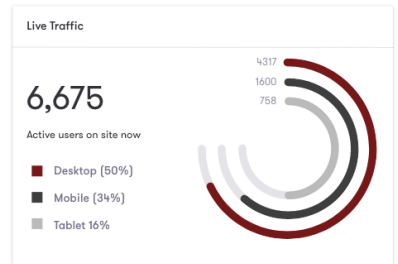 Live Traffic
4317
1600
758
6,675
Active users on site now
Desktop (50%)
Mobile (34%)
Tablet 16%